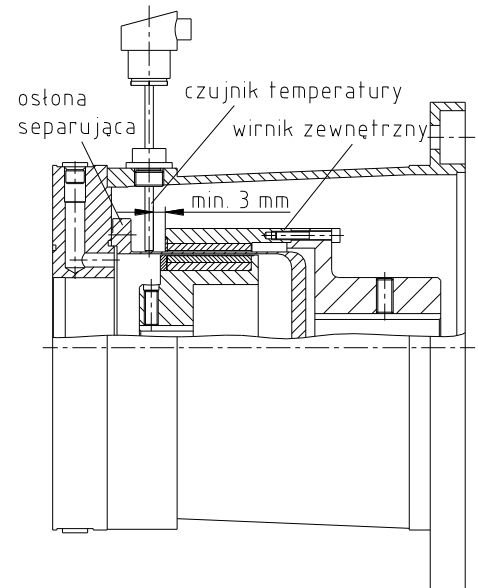 osłona
separująca
czujnik temperatury
wirnik zewnętrzny
min. 3 mm